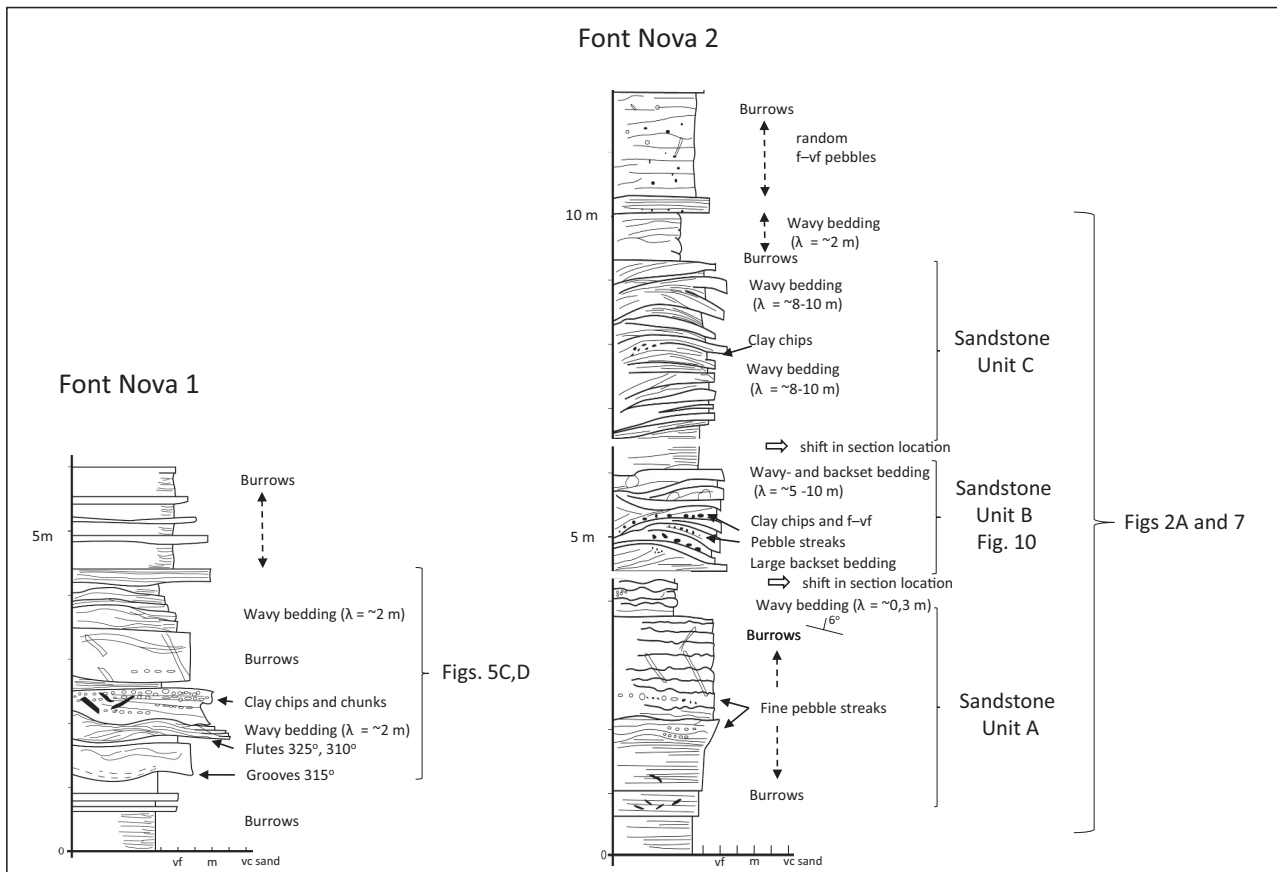 Font Nova 2
Burrows
random
f–vf pebbles
10 m
Wavy bedding
(λ = ~2 m)
Burrows
Wavy bedding
(λ = ~8-10 m)
Clay chips
Wavy bedding
(λ = ~8-10 m)
Sandstone
Unit C
shift in section location
Wavy- and backset bedding
(λ = ~5 -10 m)
Clay chips and f–vf
Pebble streaks
5 m
Large backset bedding
Sandstone
Unit B
Fig. 10
shift in section location
Wavy bedding (λ = ~0,3 m)
6º
Burrows
Fine pebble streaks
Burrows
Sandstone
Unit A
Figs 2A and 7
0
vf m vc sand
Font Nova 1
Burrows
5m
Wavy bedding (λ = ~2 m)
Burrows
Clay chips and chunks
Wavy bedding (λ = ~2 m)
Flutes 325º, 310º
Grooves 315º
Burrows
Figs. 5C,D
0
vf m vc sand